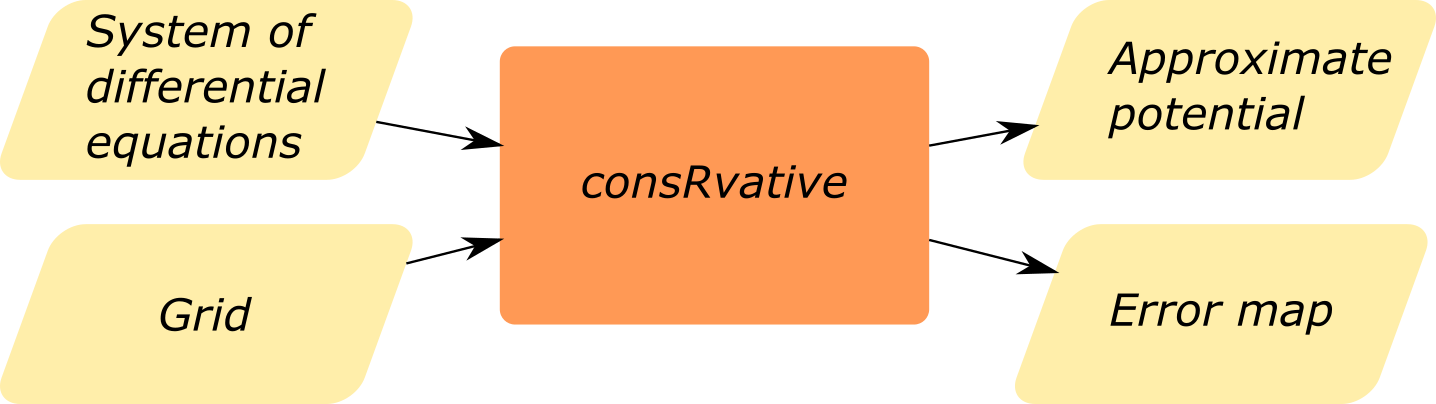 System of
differential
equations
Grid
consRvative
Approximate
potential
Error map